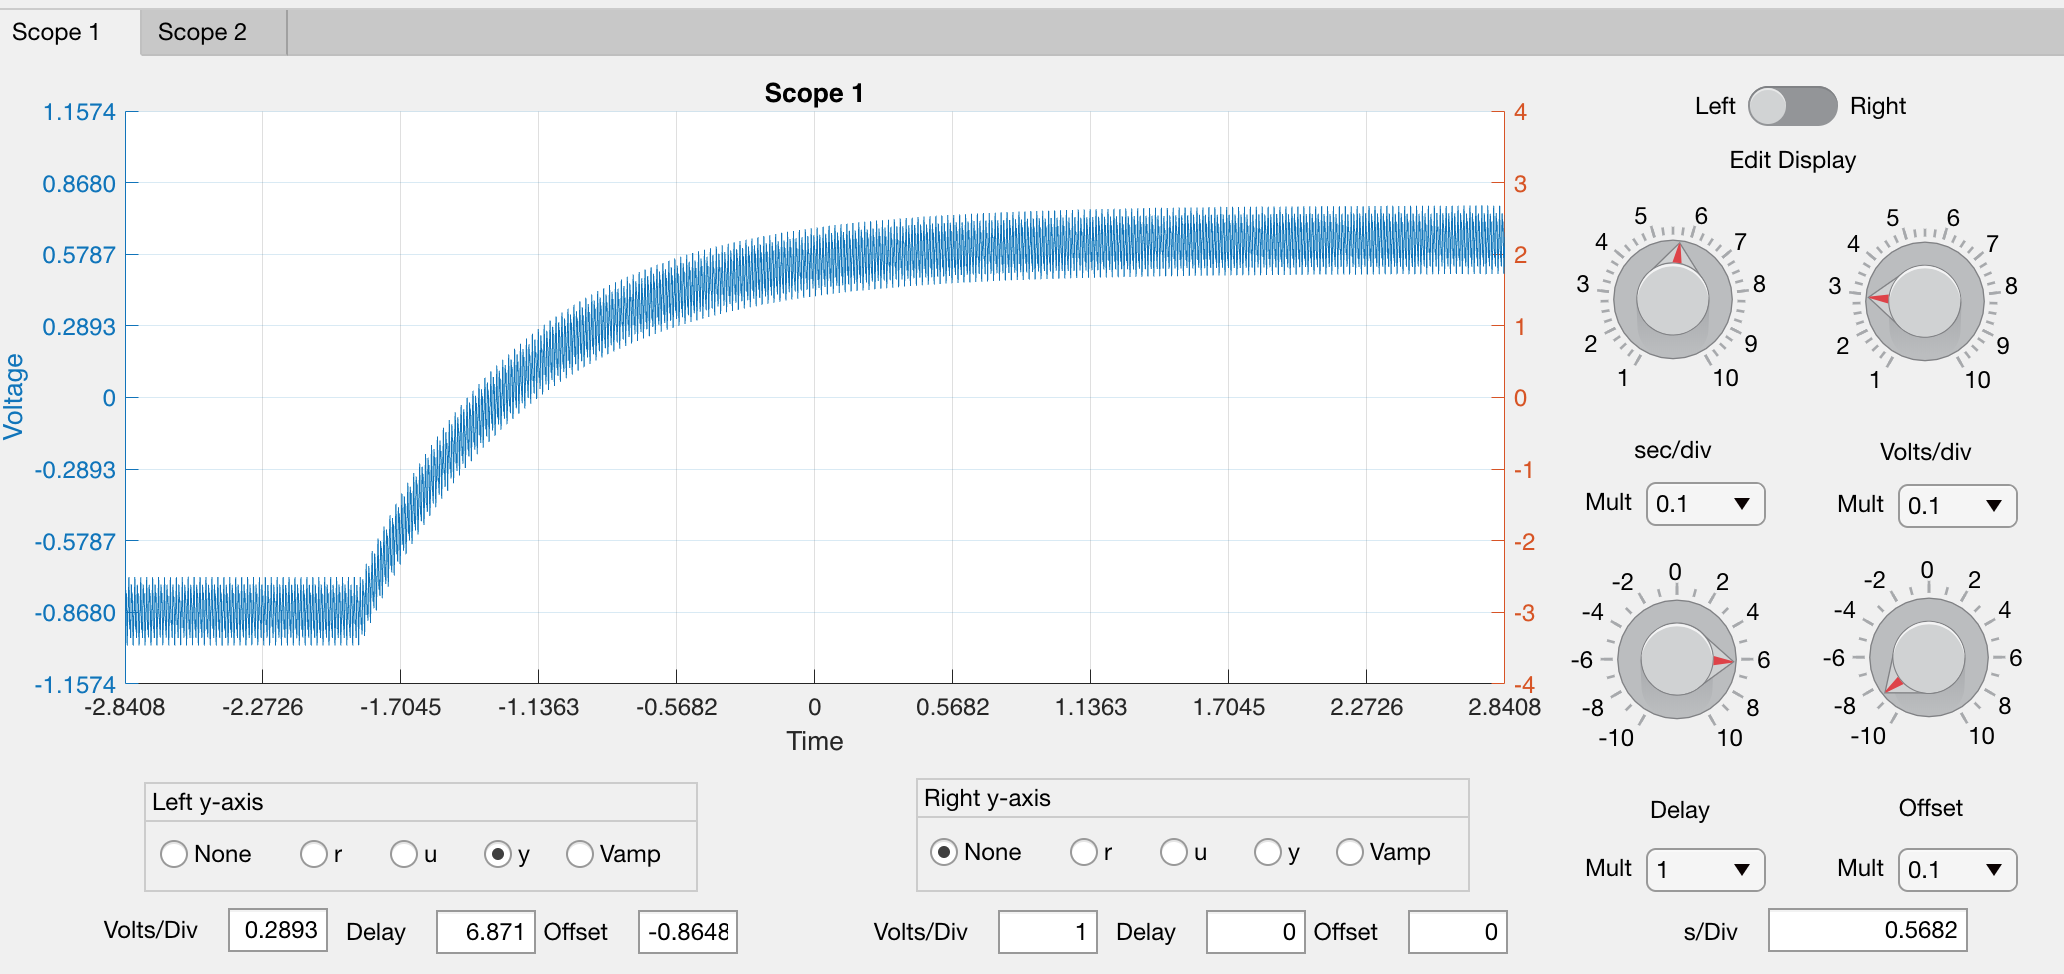 Scope 1
Scope 2
Scope 1
1.1574
0.8680
0.5787
0.2893
0
-0.2893
-0.5787
-0.8680
-1.1574
Voltage
4
3
2
1
0
-1
-2
-3
-4
-2.8408 -2.2726 -1.7045 -1.1363 -0.5682 0 0.5682 1.1363 1.7045 2.2726 2.8408
Time
Left Right
Edit Display
1 2 3 4 5 6 7 8 9 10
sec/div
Mult 0.1
1 2 3 4 5 6 7 8 9 10
Volts/div
Mult 0.1
-10 -8 -6 -4 -2 0 2 4 6 8 10
Delay
Mult 1
-10 -8 -6 -4 -2 0 2 4 6 8 10
Offset
Mult 0.1
Left y-axis
None r u y Vamp
Volts/Div 0.2893 Delay 6.871 Offset -0.8648
Right y-axis
None r u y Vamp
Volts/Div 1 Delay 0 Offset 0
s/Div 0.5682